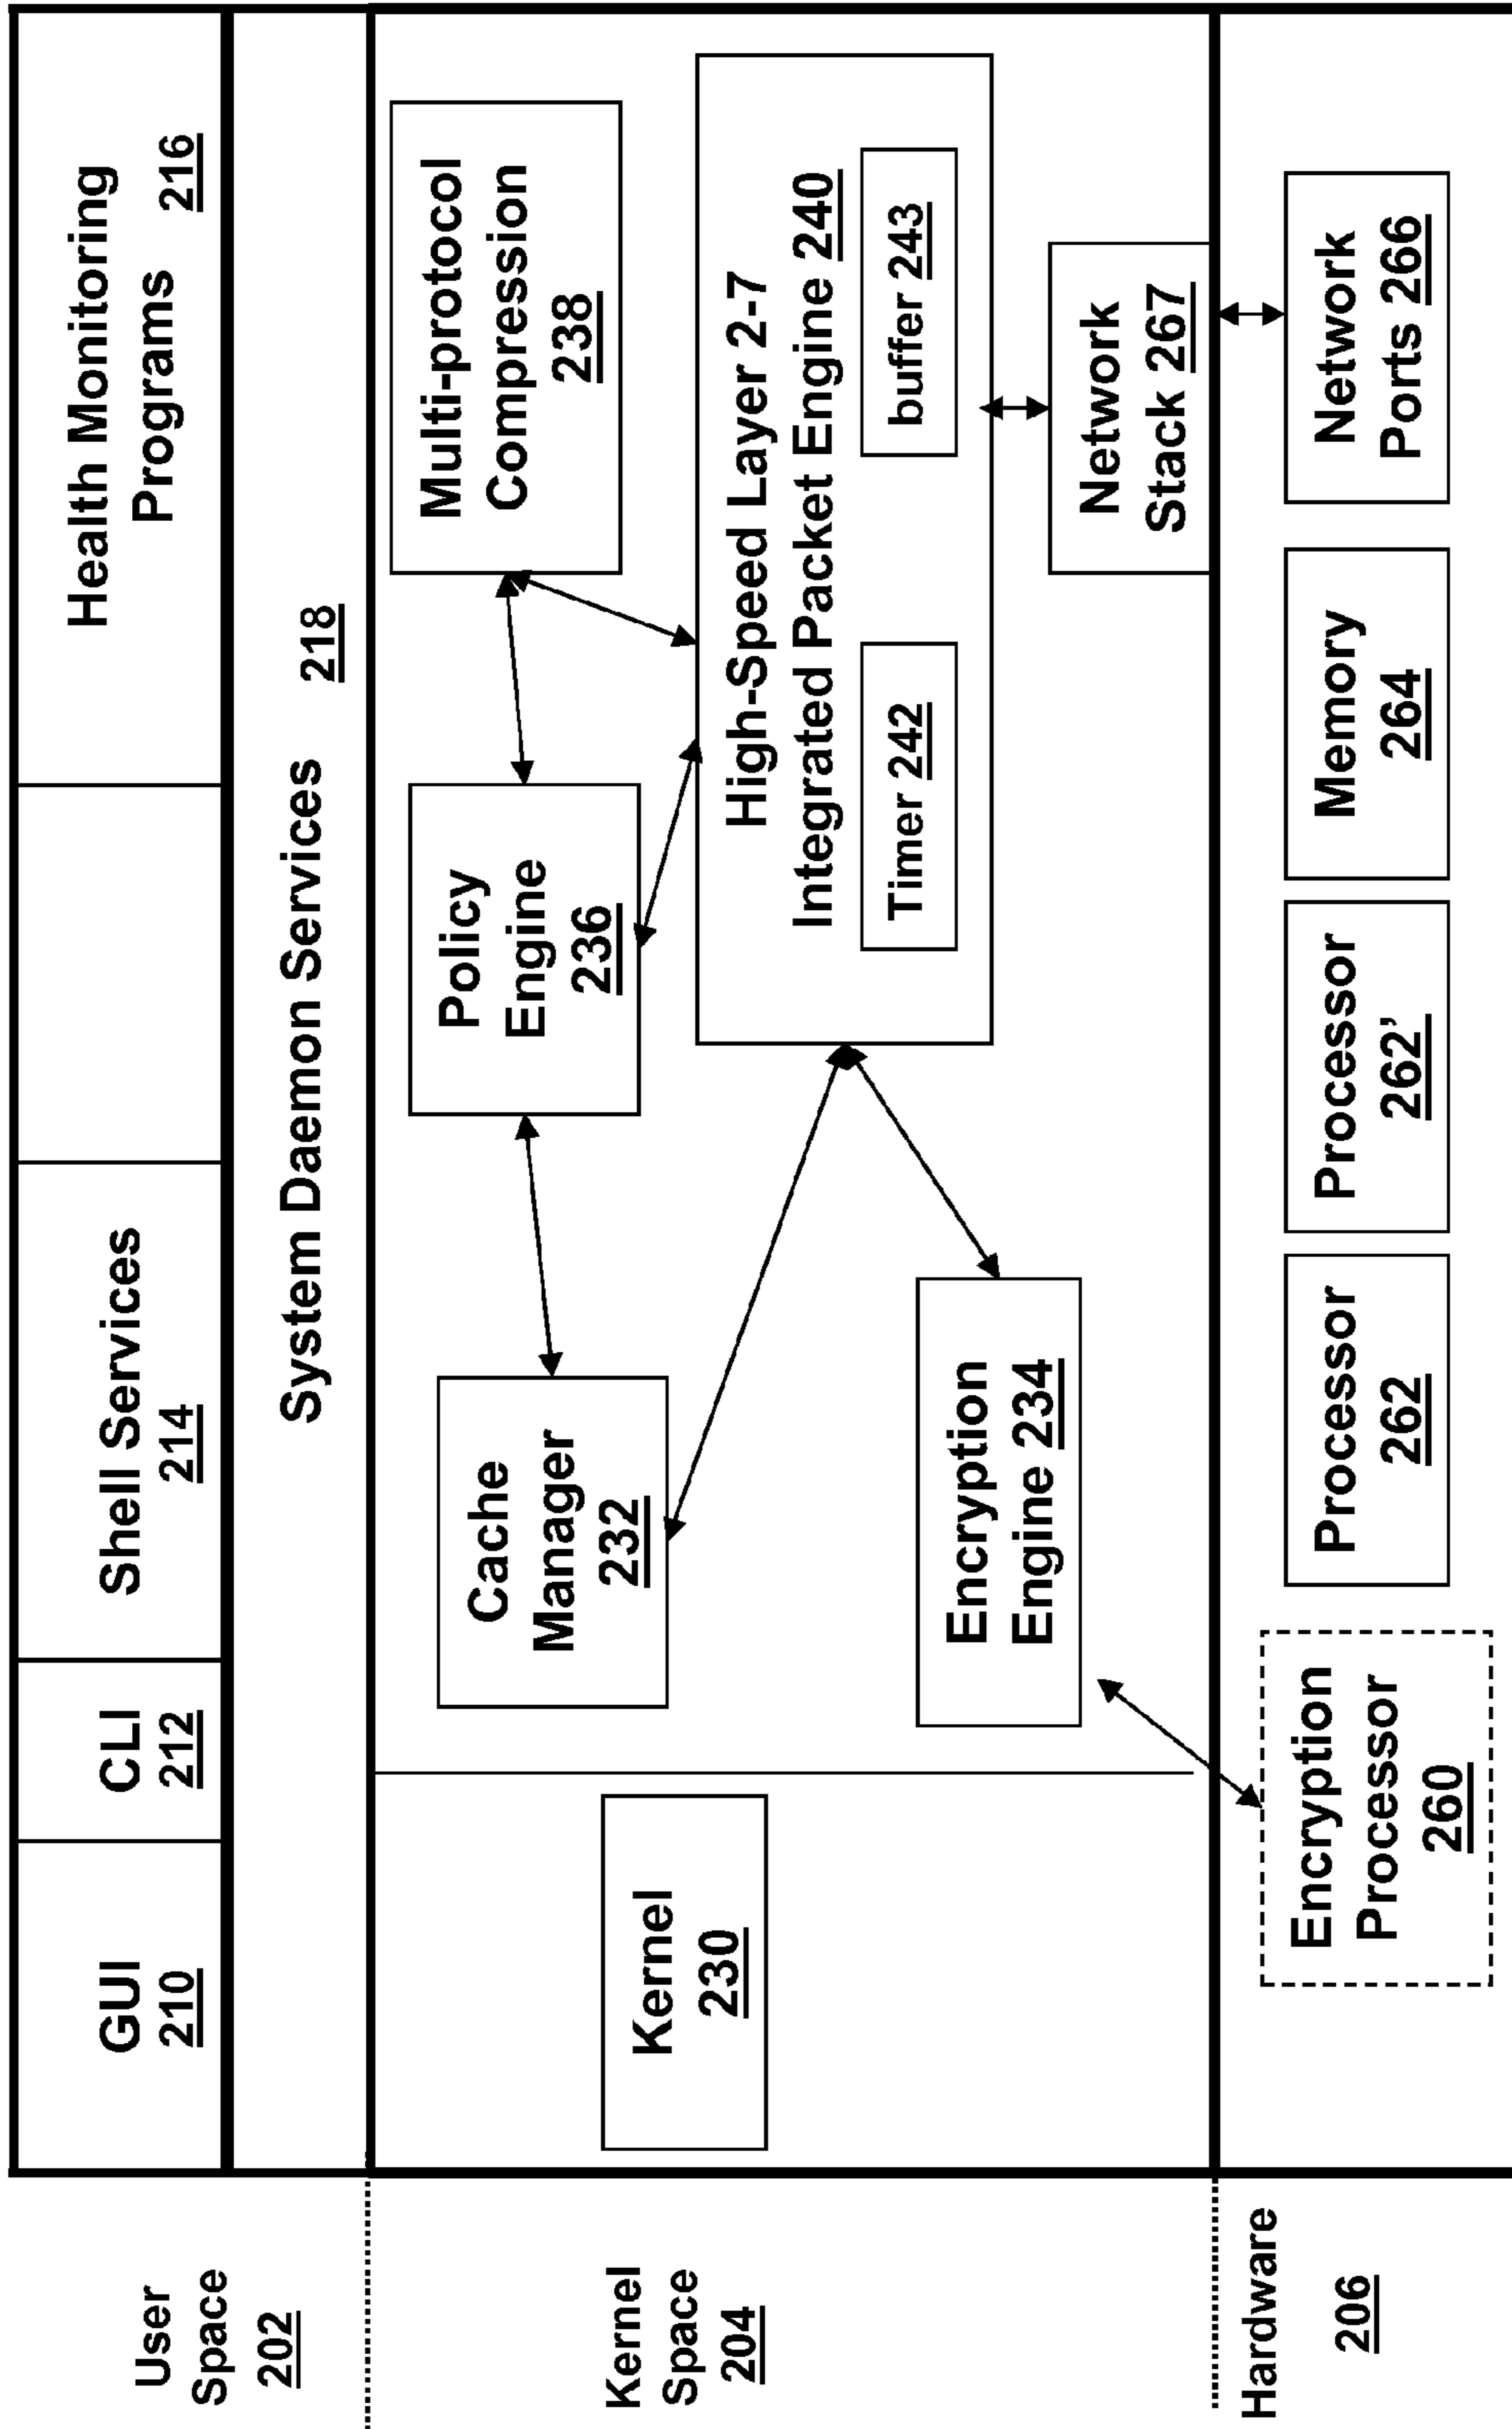 User
Space
202
GUI
210
CLI
212
Shell Services
214
Health Monitoring
Programs 216
System Daemon Services 218
Kernel
Space
204
Kernel
230
Cache
Manager
232
Policy
Engine
236
Multi-protocol
Compression
238
High-Speed Layer 2-7
Integrated Packet Engine 240
Timer 242
buffer 243
Encryption
Engine 234
Network
Stack 267
Hardware
206
Encryption
Processor
260
Processor
262
Processor
262’
Memory
264
Network
Ports 266